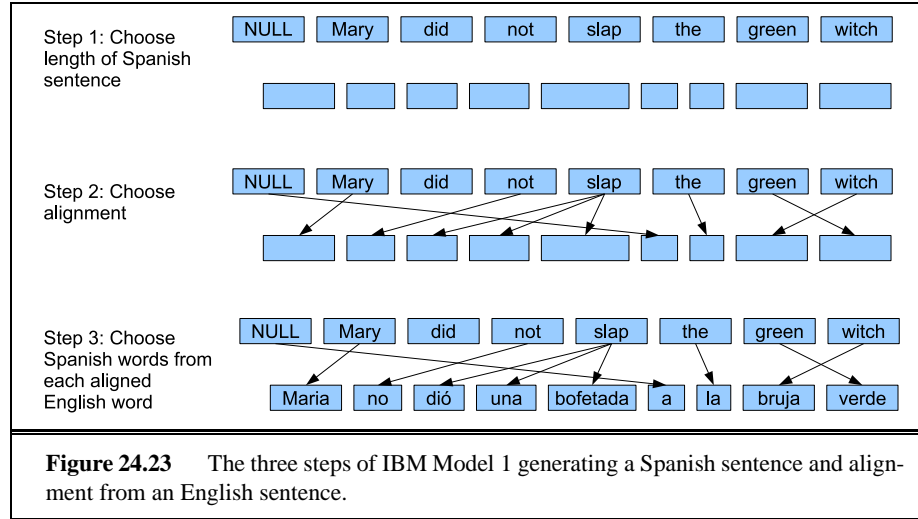 Step 1: Choose
length of Spanish
sentence
NULL Mary did not slap the green witch
Step 2: Choose
alignment
NULL Mary did not slap the green witch
Step 3: Choose
Spanish words from
each aligned
English word
NULL Mary did not slap the green witch
Maria no dió una bofetada a la bruja verde
Figure 24.23 The three steps of IBM Model 1 generating a Spanish sentence and align-
ment from an English sentence.